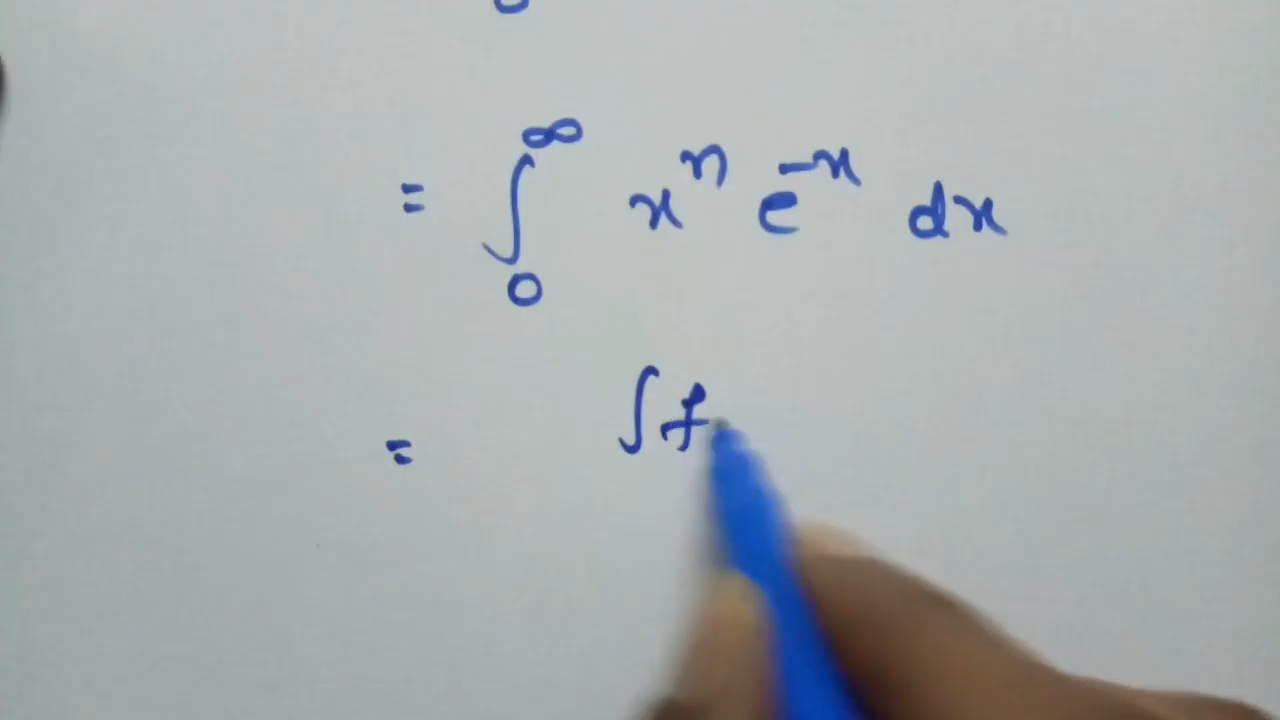 = ∫₀^∞ xⁿ e⁻ˣ dx
= ∫ f